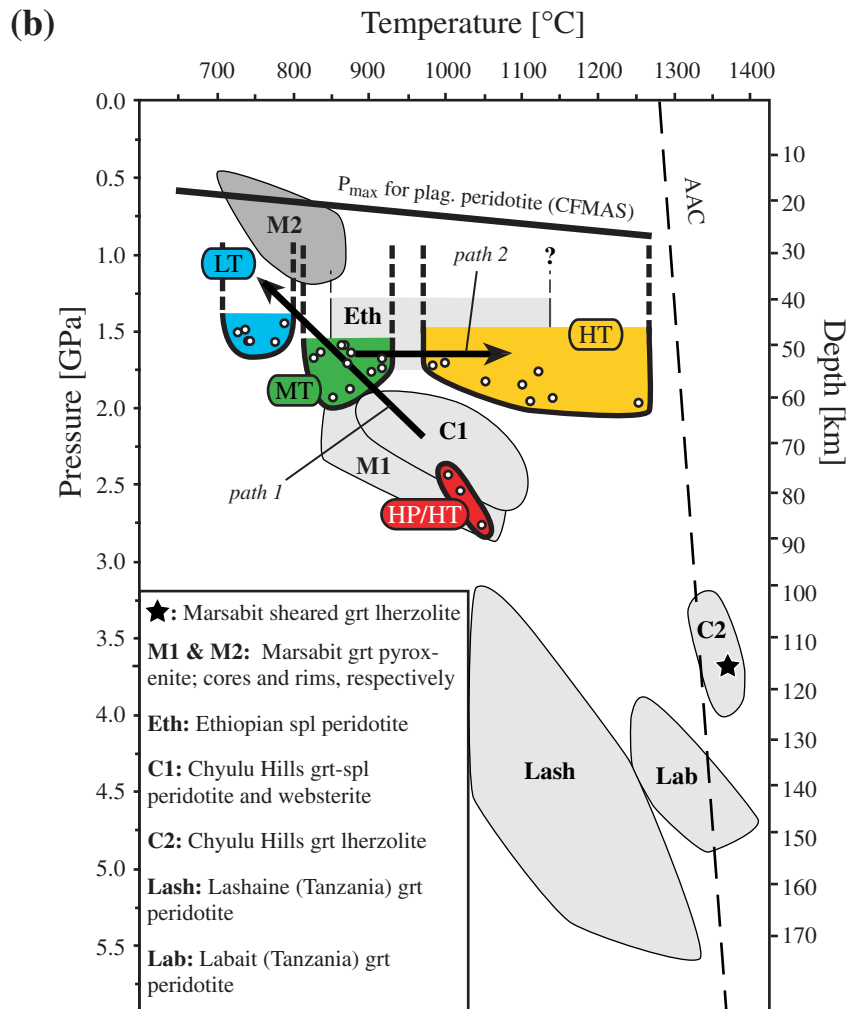 (b)
Temperature [°C]
700 800 900 1000 1100 1200 1300 1400
Pressure [GPa]
0.0
0.5
1.0
1.5
2.0
2.5
3.0
3.5
4.0
4.5
5.0
5.5
Depth [km]
10
20
30
40
50
60
70
80
90
100
110
120
130
140
150
160
170
Pmax for plag. peridotite (CFMAS)
AAC
M2
LT
path 2
?
Eth
HT
MT
C1
M1
path 1
HP/HT
C2
Lash
Lab
★: Marsabit sheared grt lherzolite
M1 & M2: Marsabit grt pyrox-
enite; cores and rims, respectively
Eth: Ethiopian spl peridotite
C1: Chyulu Hills grt-spl
peridotite and websterite
C2: Chyulu Hills grt lherzolite
Lash: Lashaine (Tanzania) grt
peridotite
Lab: Labait (Tanzania) grt
peridotite